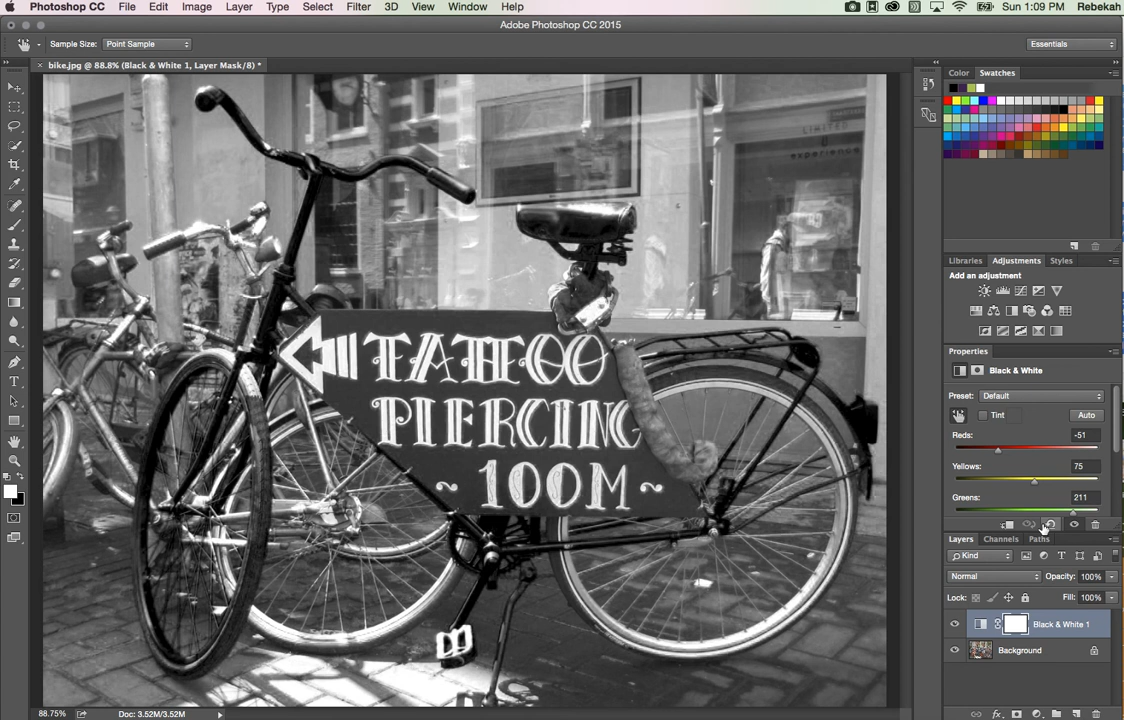 Photoshop CC File Edit Image Layer Type Select Filter 3D View Window Help Sun 1:09 PM Rebekah
Adobe Photoshop CC 2015
Sample Size: Point Sample Essentials
× bike.jpg @ 88.8% (Black & White 1, Layer Mask/8) *
Color Swatches
LIMITED
experience
Libraries Adjustments Styles
Add an adjustment
TATTOO
PIERCING
~ 100M ~
Properties
Black & White
Preset: Default
Tint Auto
Reds: -51
Yellows: 75
Greens: 211
Layers Channels Paths
Kind
Normal Opacity: 100%
Lock: Fill: 100%
Black & White 1
Background
88.75% Doc: 3.52M/3.52M